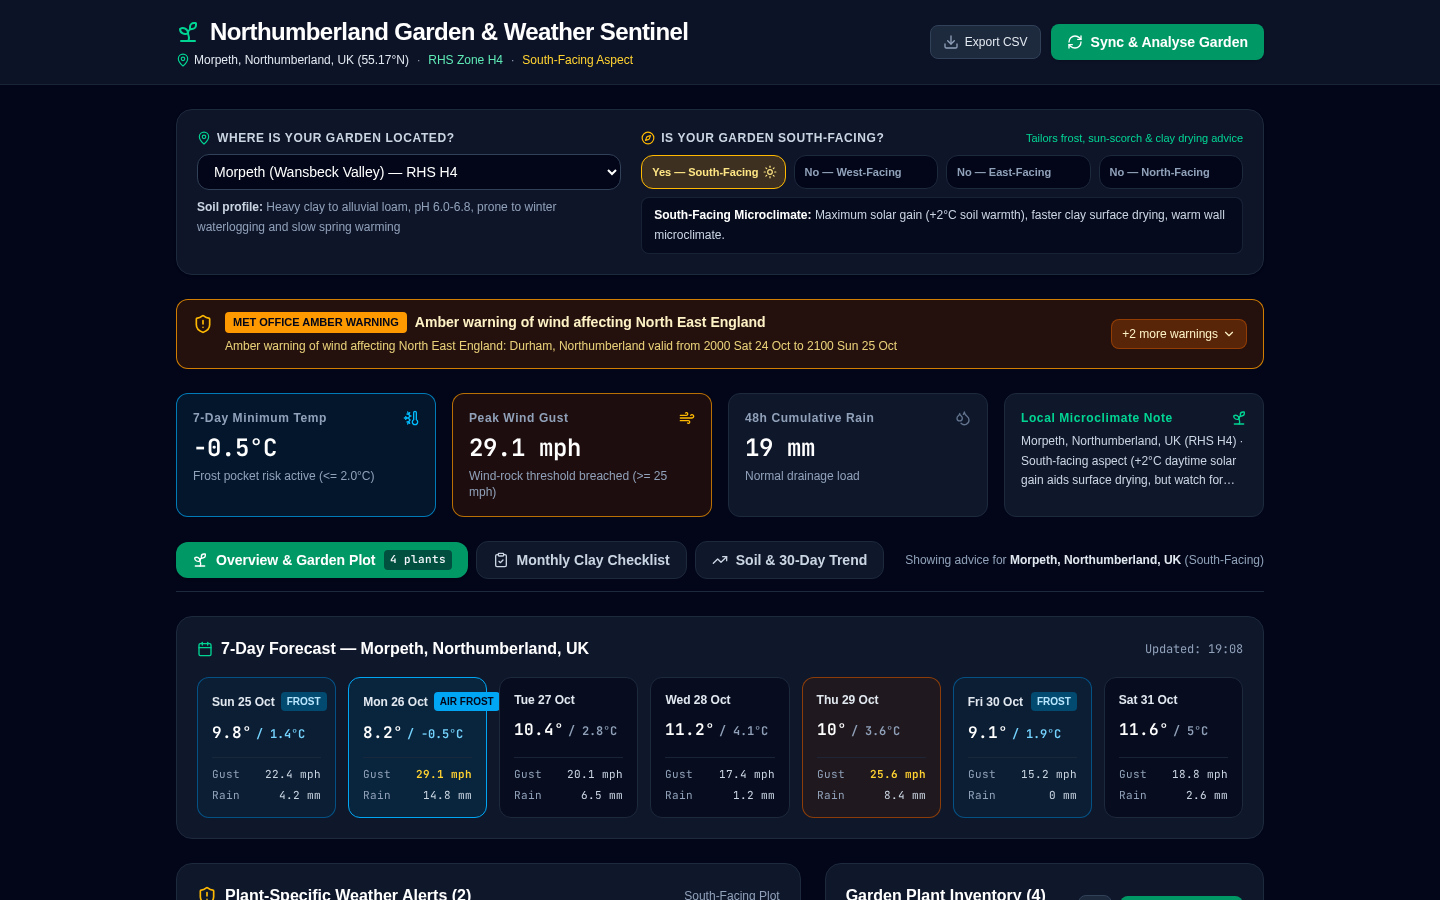 Northumberland Garden & Weather Sentinel
Morpeth, Northumberland, UK (55.17°N) · RHS Zone H4 · South-Facing Aspect
Export CSV
Sync & Analyse Garden
WHERE IS YOUR GARDEN LOCATED?
Morpeth (Wansbeck Valley) — RHS H4
Soil profile: Heavy clay to alluvial loam, pH 6.0-6.8, prone to winter
waterlogging and slow spring warming
IS YOUR GARDEN SOUTH-FACING?
Tailors frost, sun-scorch & clay drying advice
Yes — South-Facing
No — West-Facing
No — East-Facing
No — North-Facing
South-Facing Microclimate: Maximum solar gain (+2°C soil warmth), faster clay surface drying, warm wall
microclimate.
MET OFFICE AMBER WARNING Amber warning of wind affecting North East England
Amber warning of wind affecting North East England: Durham, Northumberland valid from 2000 Sat 24 Oct to 2100 Sun 25 Oct
+2 more warnings
7-Day Minimum Temp
-0.5°C
Frost pocket risk active (<= 2.0°C)
Peak Wind Gust
29.1 mph
Wind-rock threshold breached (>= 25
mph)
48h Cumulative Rain
19 mm
Normal drainage load
Local Microclimate Note
Morpeth, Northumberland, UK (RHS H4) ·
South-facing aspect (+2°C daytime solar
gain aids surface drying, but watch for…
Overview & Garden Plot 4 plants
Monthly Clay Checklist
Soil & 30-Day Trend
Showing advice for Morpeth, Northumberland, UK (South-Facing)
7-Day Forecast — Morpeth, Northumberland, UK
Updated: 19:08
Sun 25 Oct FROST
9.8° / 1.4°C
Gust 22.4 mph
Rain 4.2 mm
Mon 26 Oct AIR FROST
8.2° / -0.5°C
Gust 29.1 mph
Rain 14.8 mm
Tue 27 Oct
10.4° / 2.8°C
Gust 20.1 mph
Rain 6.5 mm
Wed 28 Oct
11.2° / 4.1°C
Gust 17.4 mph
Rain 1.2 mm
Thu 29 Oct
10° / 3.6°C
Gust 25.6 mph
Rain 8.4 mm
Fri 30 Oct FROST
9.1° / 1.9°C
Gust 15.2 mph
Rain 0 mm
Sat 31 Oct
11.6° / 5°C
Gust 18.8 mph
Rain 2.6 mm
Plant-Specific Weather Alerts (2)
South-Facing Plot
Garden Plant Inventory (4)